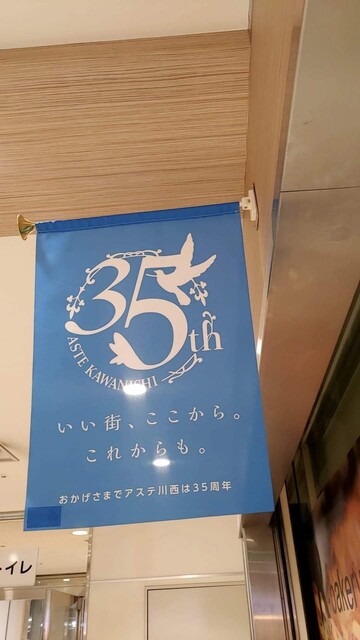 35th
ASTE KAWANISHI
いい街、ここから。
これからも。
おかげさまでアステ川西は35周年
イレ
bakery